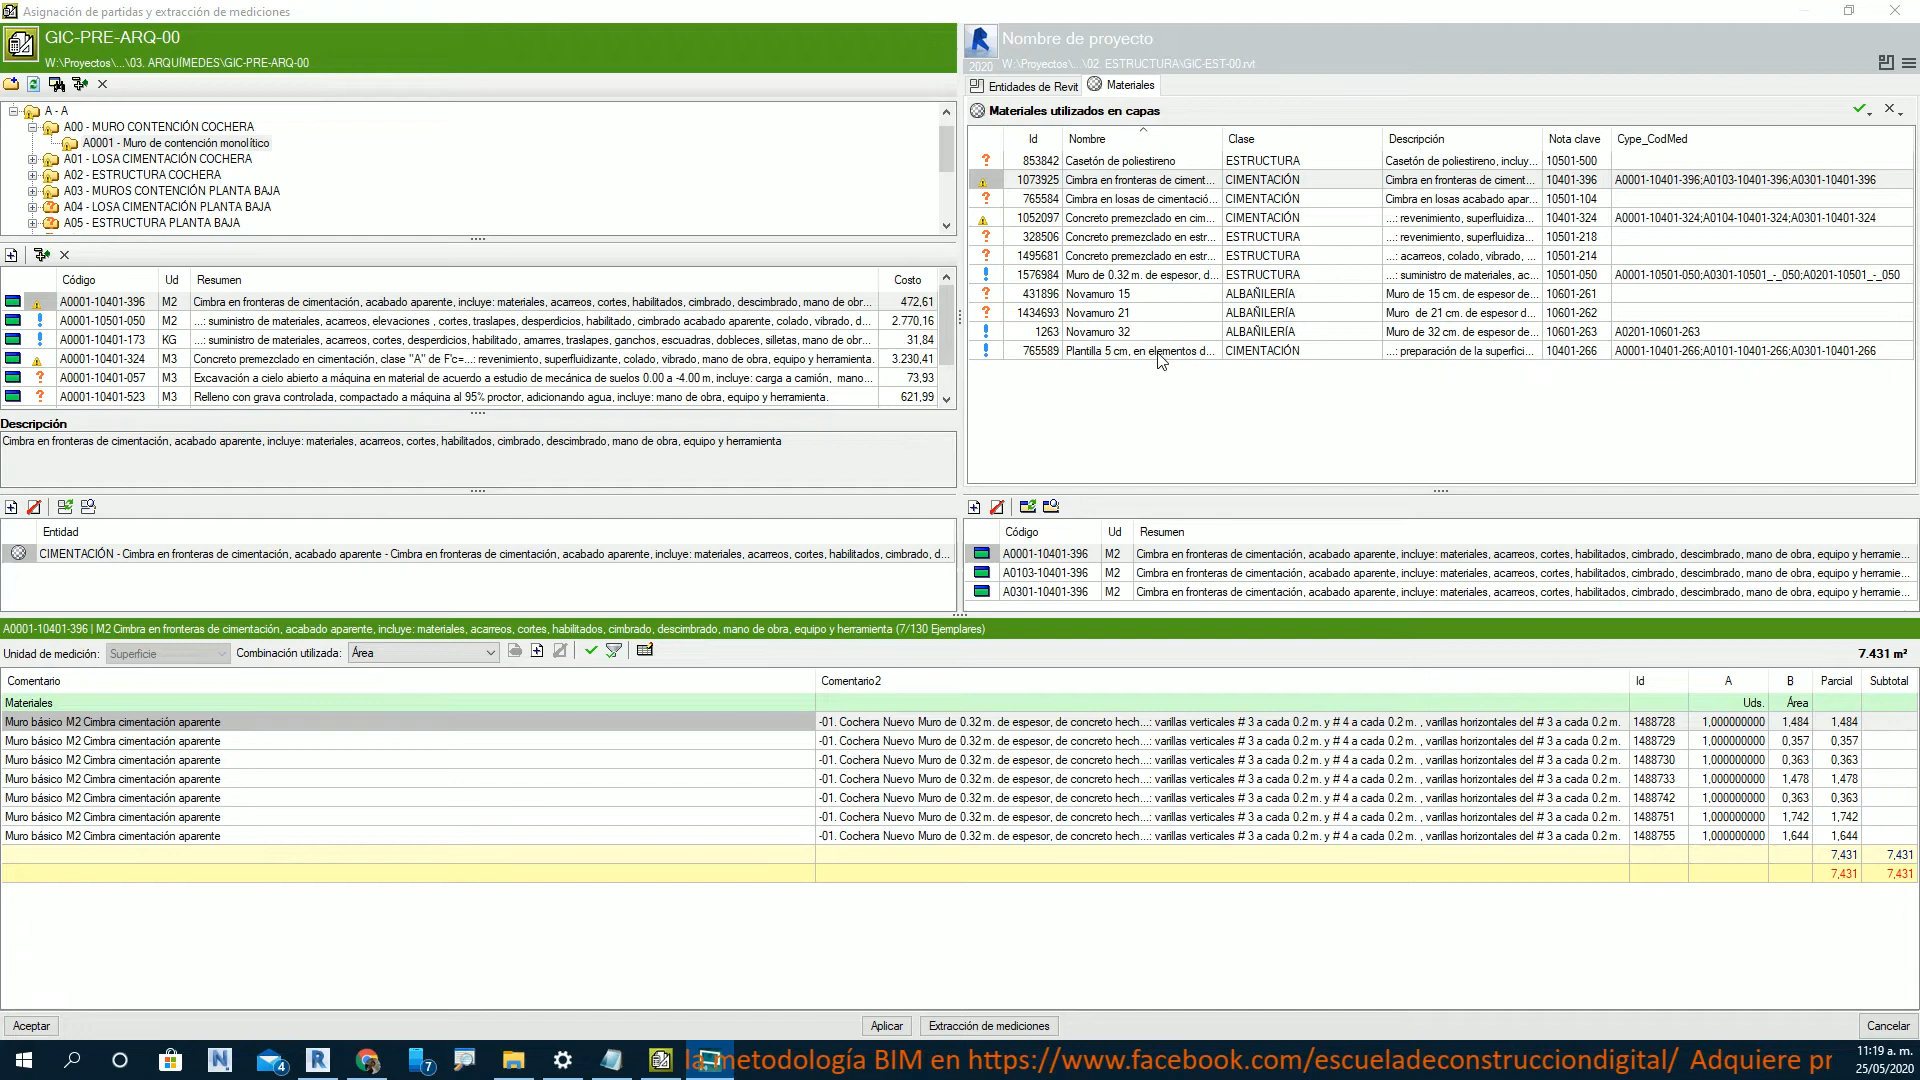 Asignación de partidas y extracción de mediciones
GIC-PRE-ARQ-00
W:\Proyectos\...\03. ARQUÍMEDES\GIC-PRE-ARQ-00
A - A
A00 - MURO CONTENCIÓN COCHERA
A0001 - Muro de contención monolítico
A01 - LOSA CIMENTACIÓN COCHERA
A02 - ESTRUCTURA COCHERA
A03 - MUROS CONTENCIÓN PLANTA BAJA
A04 - LOSA CIMENTACIÓN PLANTA BAJA
A05 - ESTRUCTURA PLANTA BAJA
Código Ud Resumen Costo
A0001-10401-396 M2 Cimbra en fronteras de cimentación, acabado aparente, incluye: materiales, acarreos, cortes, habilitados, cimbrado, descimbrado, mano de obr... 472,61
A0001-10501-050 M2 ...: suministro de materiales, acarreos, elevaciones , cortes, traslapes, desperdicios, habilitado, cimbrado acabado aparente, colado, vibrado, d... 2.770,16
A0001-10401-173 KG ...: suministro de materiales, acarreos, cortes, desperdicios, habilitado, amarres, traslapes, ganchos, escuadras, dobleces, silletas, mano de obr... 31,84
A0001-10401-324 M3 Concreto premezclado en cimentación, clase "A" de F'c=...: revenimiento, superfluidizante, colado, vibrado, mano de obra, equipo y herramienta. 3.230,41
A0001-10401-057 M3 Excavación a cielo abierto a máquina en material de acuerdo a estudio de mecánica de suelos 0.00 a -4.00 m, incluye: carga a camión, mano... 73,93
A0001-10401-523 M3 Relleno con grava controlada, compactado a máquina al 95% proctor, adicionando agua, incluye: mano de obra, equipo y herramienta. 621,99
Descripción
Cimbra en fronteras de cimentación, acabado aparente, incluye: materiales, acarreos, cortes, habilitados, cimbrado, descimbrado, mano de obra, equipo y herramienta
Entidad
CIMENTACIÓN - Cimbra en fronteras de cimentación, acabado aparente - Cimbra en fronteras de cimentación, acabado aparente, incluye: materiales, acarreos, cortes, habilitados, cimbrado, d...
Nombre de proyecto
2020 W:\Proyectos\...\02. ESTRUCTURA\GIC-EST-00.rvt
Entidades de Revit Materiales
Materiales utilizados en capas
Id Nombre Clase Descripción Nota clave Cype_CodMed
853842 Casetón de poliestireno ESTRUCTURA Casetón de poliestireno, incluy... 10501-500
1073925 Cimbra en fronteras de ciment... CIMENTACIÓN Cimbra en fronteras de ciment... 10401-396 A0001-10401-396;A0103-10401-396;A0301-10401-396
765584 Cimbra en losas de cimentació... CIMENTACIÓN Cimbra en losas acabado apar... 10501-104
1052097 Concreto premezclado en cim... CIMENTACIÓN ...: revenimiento, superfluidiza... 10401-324 A0001-10401-324;A0104-10401-324;A0301-10401-324
328506 Concreto premezclado en estr... ESTRUCTURA ...: revenimiento, superfluidiza... 10501-218
1495681 Concreto premezclado en estr... ESTRUCTURA ...: acarreos, colado, vibrado, ... 10501-214
1576984 Muro de 0.32 m. de espesor, d... ESTRUCTURA ...: suministro de materiales, ac... 10501-050 A0001-10501-050;A0301-10501_-_050;A0201-10501_-_050
431896 Novamuro 15 ALBAÑILERÍA Muro de 15 cm. de espesor de... 10601-261
1434693 Novamuro 21 ALBAÑILERÍA Muro de 21 cm. de espesor de... 10601-262
1263 Novamuro 32 ALBAÑILERÍA Muro de 32 cm. de espesor de... 10601-263 A0201-10601-263
765589 Plantilla 5 cm, en elementos d... CIMENTACIÓN ...: preparación de la superfici... 10401-266 A0001-10401-266;A0101-10401-266;A0301-10401-266
Código Ud Resumen
A0001-10401-396 M2 Cimbra en fronteras de cimentación, acabado aparente, incluye: materiales, acarreos, cortes, habilitados, cimbrado, descimbrado, mano de obra, equipo y herramie...
A0103-10401-396 M2 Cimbra en fronteras de cimentación, acabado aparente, incluye: materiales, acarreos, cortes, habilitados, cimbrado, descimbrado, mano de obra, equipo y herramie...
A0301-10401-396 M2 Cimbra en fronteras de cimentación, acabado aparente, incluye: materiales, acarreos, cortes, habilitados, cimbrado, descimbrado, mano de obra, equipo y herramie...
A0001-10401-396 | M2 Cimbra en fronteras de cimentación, acabado aparente, incluye: materiales, acarreos, cortes, habilitados, cimbrado, descimbrado, mano de obra, equipo y herramienta (7/130 Ejemplares)
Unidad de medición: Superficie Combinación utilizada: Área 7.431 m²
Comentario Comentario2 Id A B Parcial Subtotal
Materiales Uds. Área
Muro básico M2 Cimbra cimentación aparente -01. Cochera Nuevo Muro de 0.32 m. de espesor, de concreto hech...: varillas verticales # 3 a cada 0.2 m. y # 4 a cada 0.2 m. , varillas horizontales del # 3 a cada 0.2 m. 1488728 1,000000000 1,484 1,484
Muro básico M2 Cimbra cimentación aparente -01. Cochera Nuevo Muro de 0.32 m. de espesor, de concreto hech...: varillas verticales # 3 a cada 0.2 m. y # 4 a cada 0.2 m. , varillas horizontales del # 3 a cada 0.2 m. 1488729 1,000000000 0,357 0,357
Muro básico M2 Cimbra cimentación aparente -01. Cochera Nuevo Muro de 0.32 m. de espesor, de concreto hech...: varillas verticales # 3 a cada 0.2 m. y # 4 a cada 0.2 m. , varillas horizontales del # 3 a cada 0.2 m. 1488730 1,000000000 0,363 0,363
Muro básico M2 Cimbra cimentación aparente -01. Cochera Nuevo Muro de 0.32 m. de espesor, de concreto hech...: varillas verticales # 3 a cada 0.2 m. y # 4 a cada 0.2 m. , varillas horizontales del # 3 a cada 0.2 m. 1488733 1,000000000 1,478 1,478
Muro básico M2 Cimbra cimentación aparente -01. Cochera Nuevo Muro de 0.32 m. de espesor, de concreto hech...: varillas verticales # 3 a cada 0.2 m. y # 4 a cada 0.2 m. , varillas horizontales del # 3 a cada 0.2 m. 1488742 1,000000000 0,363 0,363
Muro básico M2 Cimbra cimentación aparente -01. Cochera Nuevo Muro de 0.32 m. de espesor, de concreto hech...: varillas verticales # 3 a cada 0.2 m. y # 4 a cada 0.2 m. , varillas horizontales del # 3 a cada 0.2 m. 1488751 1,000000000 1,742 1,742
Muro básico M2 Cimbra cimentación aparente -01. Cochera Nuevo Muro de 0.32 m. de espesor, de concreto hech...: varillas verticales # 3 a cada 0.2 m. y # 4 a cada 0.2 m. , varillas horizontales del # 3 a cada 0.2 m. 1488755 1,000000000 1,644 1,644
7,431 7,431
7,431 7,431
Aceptar Aplicar Extracción de mediciones Cancelar
4 7 la metodología BIM en https://www.facebook.com/escueladeconstrucciondigital/ Adquiere pr
11:19 a. m.
25/05/2020